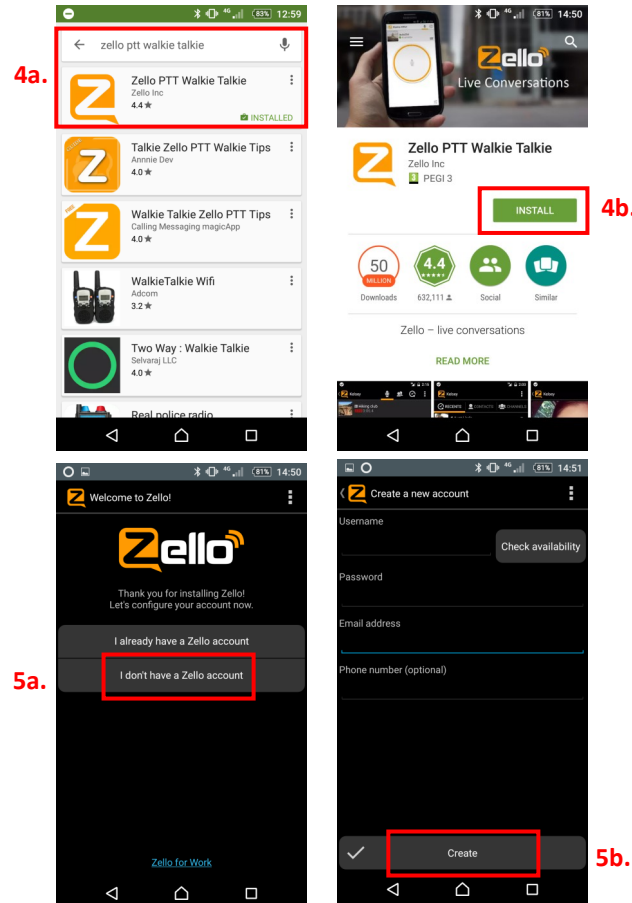 83% 12:59
zello ptt walkie talkie
4a.
Zello PTT Walkie Talkie
Zello Inc
4.4★
INSTALLED
Talkie Zello PTT Walkie Tips
Annnie Dev
4.0★
Walkie Talkie Zello PTT Tips
Calling Messaging magicApp
4.0★
WalkieTalkie Wifi
Adcom
3.2★
Two Way : Walkie Talkie
Selvaraj LLC
4.0★
Real police radio
4G 81% 14:50
Zello
Live Conversations
Zello PTT Walkie Talkie
Zello Inc
3 PEGI 3
INSTALL
4b.
50
MILLION
4.4
Downloads
632,111
Social
Similar
Zello – live conversations
READ MORE
4G 81% 14:50
Welcome to Zello!
Zello
Thank you for installing Zello!
Let's configure your account now.
I already have a Zello account
5a.
I don't have a Zello account
Zello for Work
4G 81% 14:51
Create a new account
Username
Check availability
Password
Email address
Phone number (optional)
Create
5b.